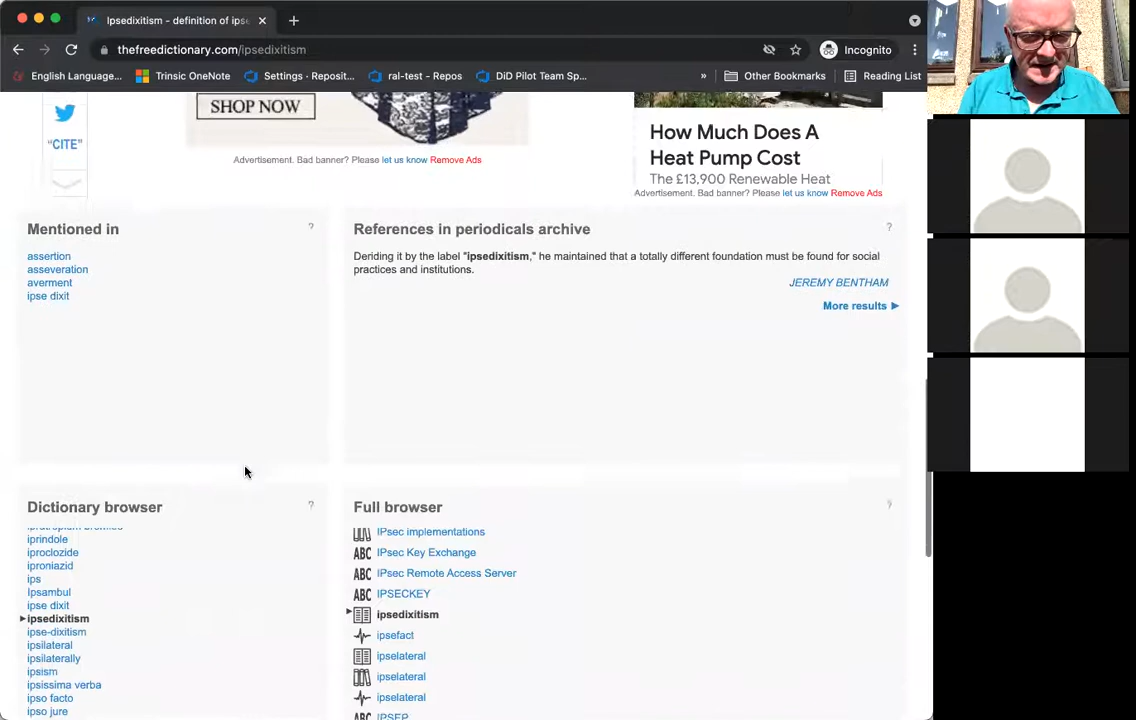 Ipsedixitism - definition of ipse
thefreedictionary.com/ipsedixitism
Incognito
English Language...
Trinsic OneNote
Settings - Reposit...
ral-test - Repos
DiD Pilot Team Sp...
»
Other Bookmarks
Reading List
SHOP NOW
"CITE"
Advertisement. Bad banner? Please let us know Remove Ads
How Much Does A
Heat Pump Cost
The £13,900 Renewable Heat
Advertisement. Bad banner? Please let us know Remove Ads
Mentioned in
?
assertion
asseveration
averment
ipse dixit
References in periodicals archive
?
Deriding it by the label "ipsedixitism," he maintained that a totally different foundation must be found for social
practices and institutions.
JEREMY BENTHAM
More results
Dictionary browser
?
iprindole
iproclozide
iproniazid
ips
Ipsambul
ipse dixit
ipsedixitism
ipse-dixitism
ipsilateral
ipsilaterally
ipsism
ipsissima verba
ipso facto
ipso jure
Full browser
?
IPsec implementations
ABC IPsec Key Exchange
ABC IPsec Remote Access Server
ABC IPSECKEY
ipsedixitism
ipsefact
ipselateral
ipselateral
ipselateral
ABC IPSEP